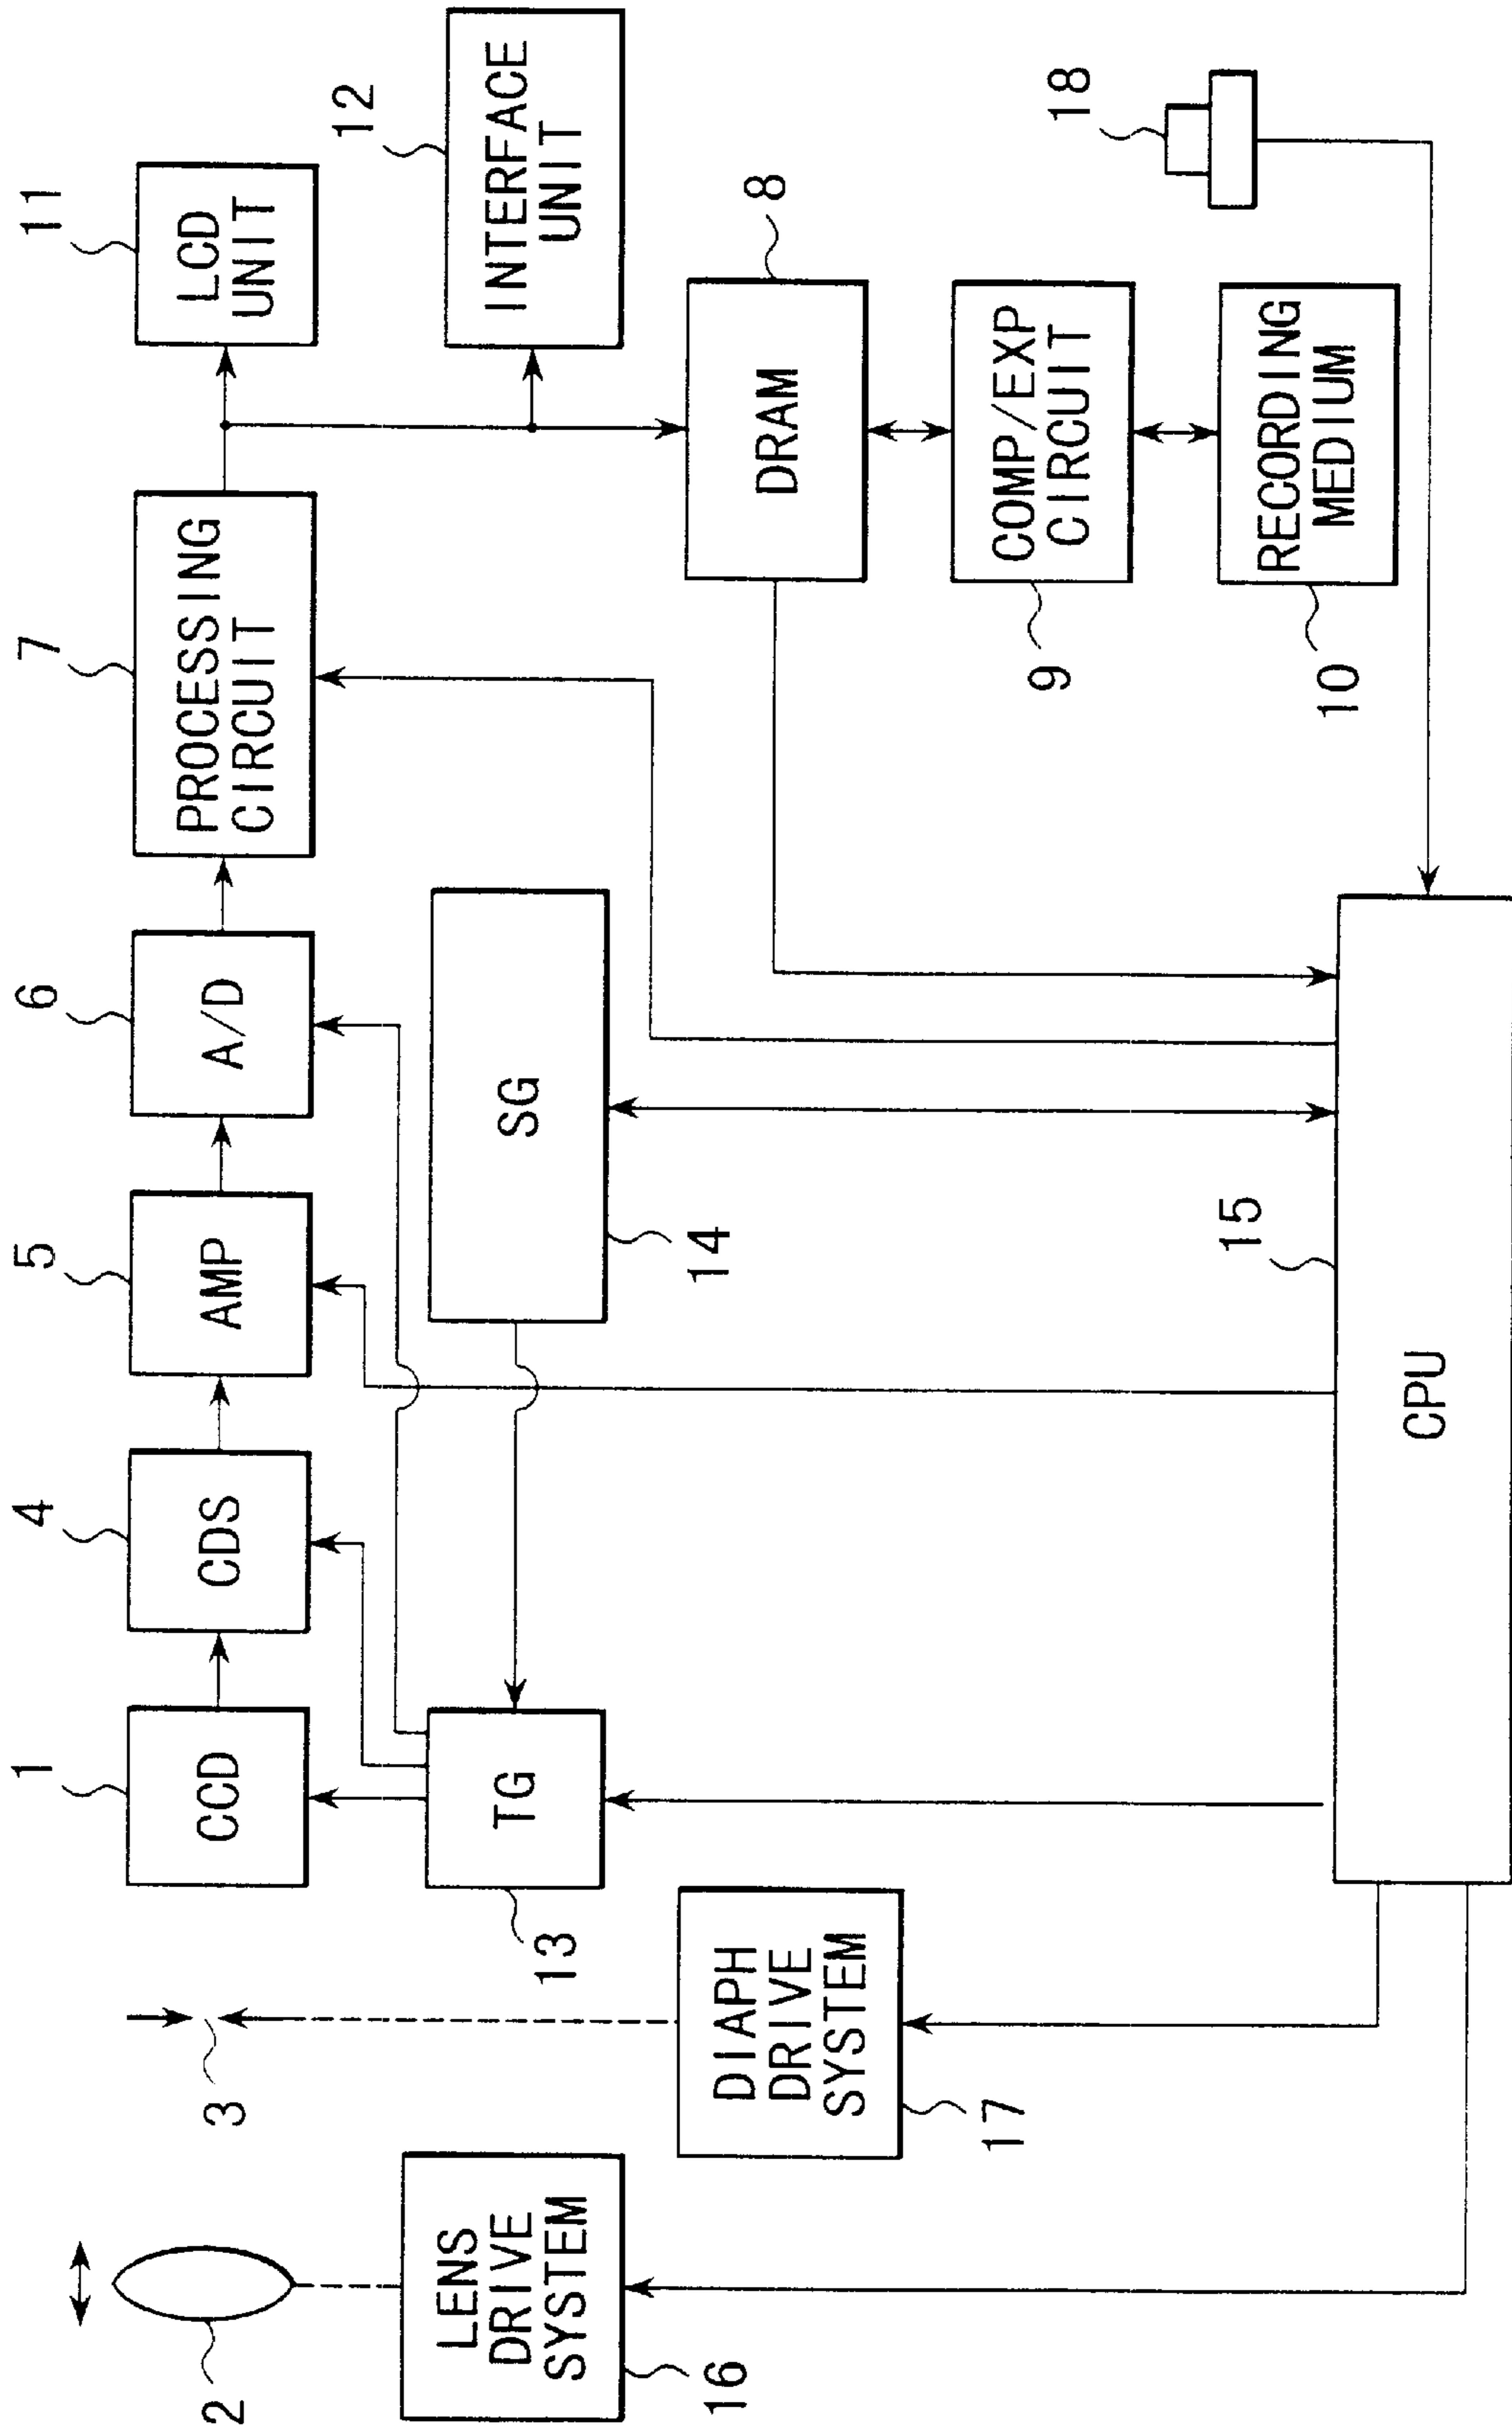 11
LCD
UNIT
12
INTERFACE
UNIT
7
PROCESSING
CIRCUIT
6
A/D
5
AMP
4
CDS
1
CCD
3
2
8
DRAM
9
COMP/EXP
CIRCUIT
10
RECORDING
MEDIUM
18
SG
14
TG
13
DIAPH
DRIVE
SYSTEM
17
LENS
DRIVE
SYSTEM
16
15
CPU